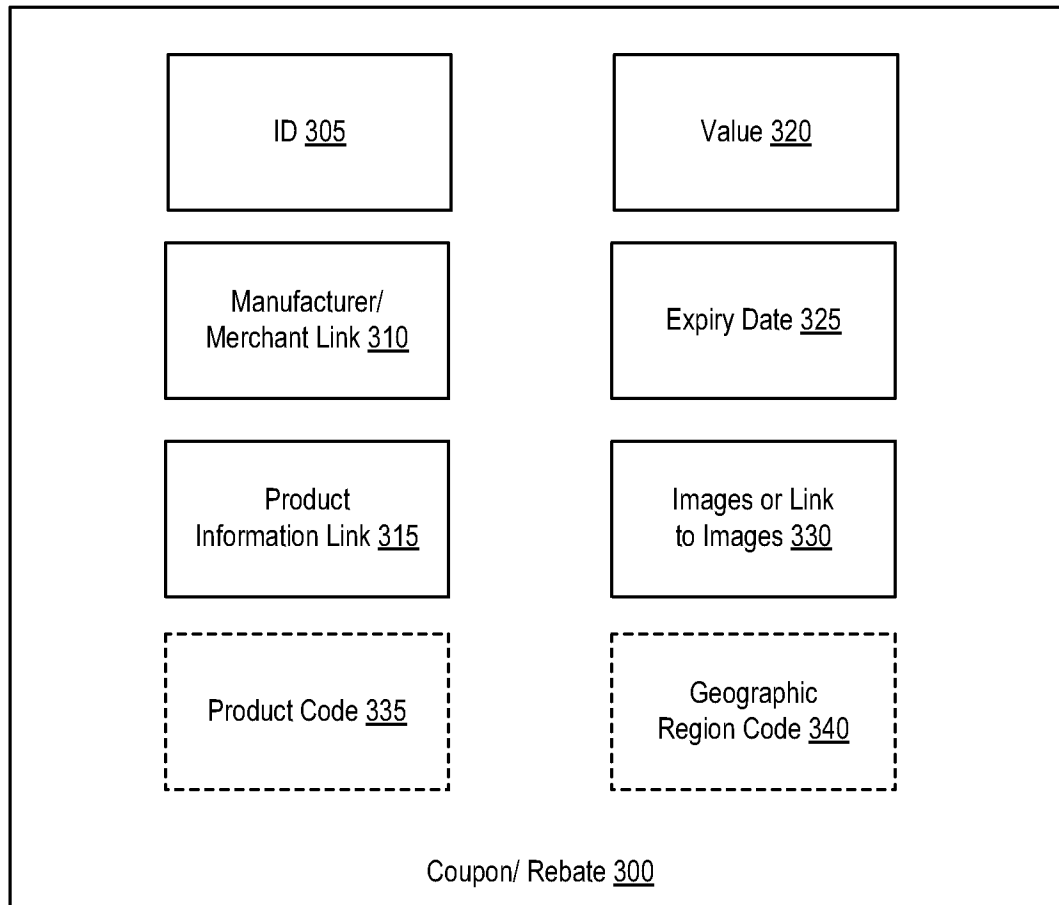 ID 305
Value 320
Manufacturer/
Merchant Link 310
Expiry Date 325
Product
Information Link 315
Images or Link
to Images 330
Product Code 335
Geographic
Region Code 340
Coupon/ Rebate 300